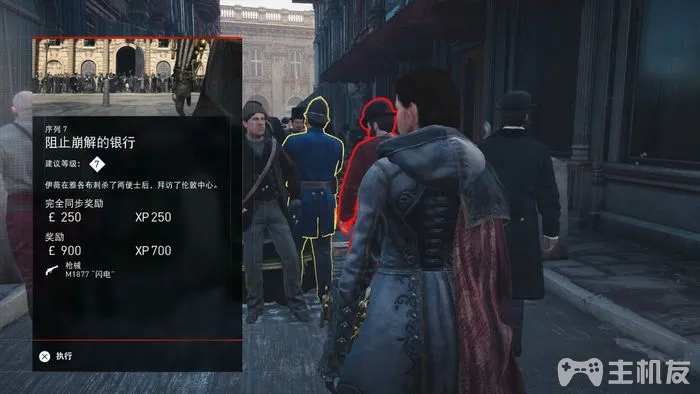 序列 7
阻止崩解的银行
建议等级： 7
伊薇在雅各布刺杀了两便士后，拜访了伦敦中心。
完全同步奖励
£ 250 XP 250
奖励
£ 900 XP 700
枪械
M1877 "闪电"
执行
主机友